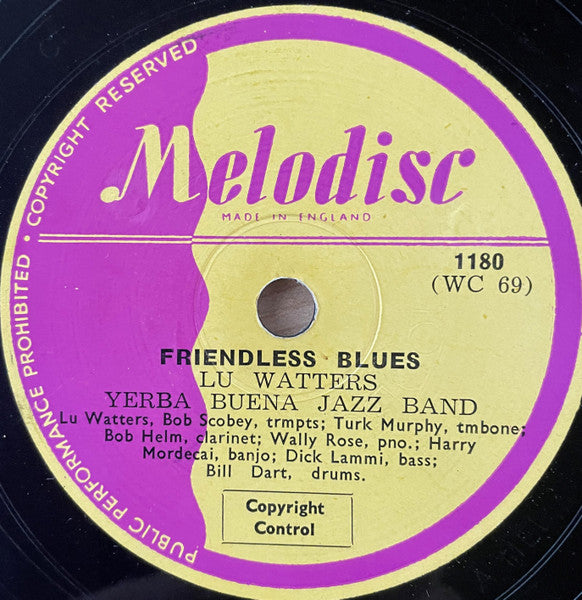 PUBLIC PERFORMANCE PROHIBITED · COPYRIGHT RESERVED
Melodisc
MADE IN ENGLAND
1180
(WC 69)
FRIENDLESS BLUES
LU WATTERS
YERBA BUENA JAZZ BAND
Lu Watters, Bob Scobey, trmpts; Turk Murphy, tmbone;
Bob Helm, clarinet; Wally Rose, pno.; Harry
Mordecai, banjo; Dick Lammi, bass;
Bill Dart, drums.
Copyright
Control